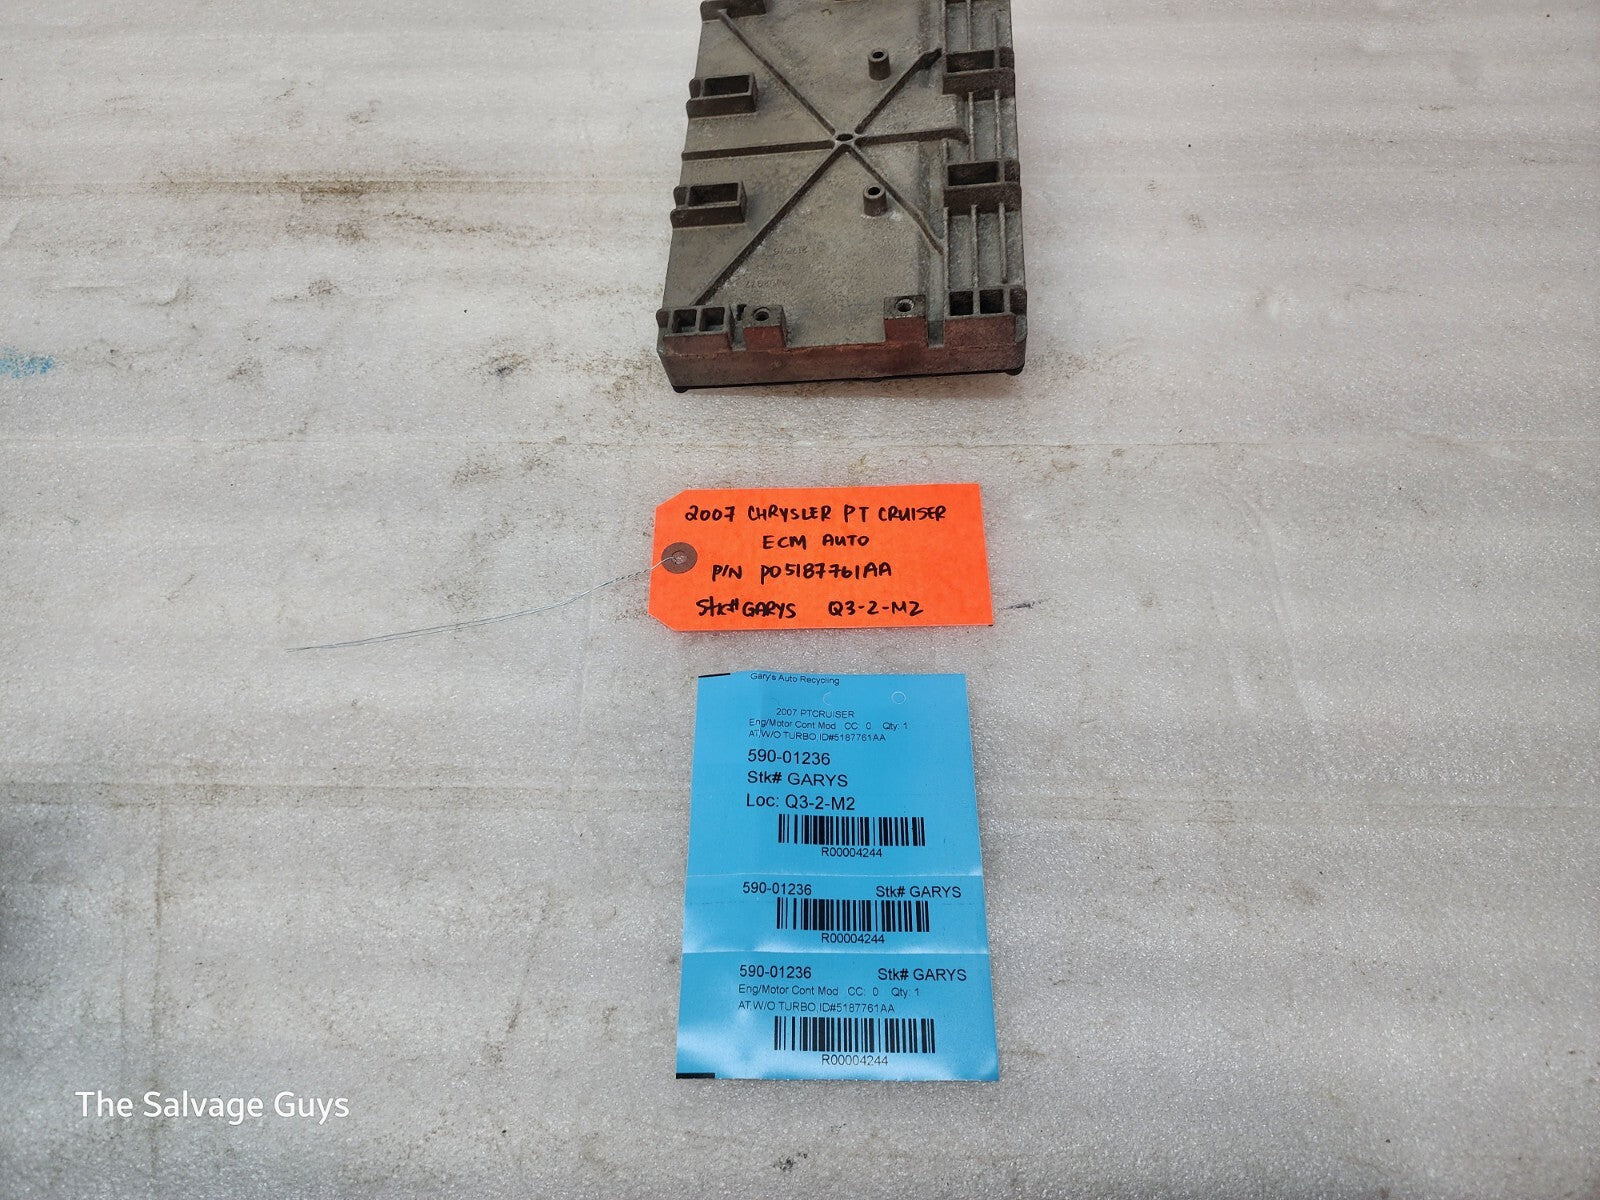 2007 CHRYSLER PT CRUISER
ECM AUTO
P/N P05187761AA
Stk# GARYS Q3-2-M2
Gary's Auto Recycling
2007 PTCRUISER
Eng/Motor Cont Mod CC: 0 Qty: 1
AT,W/O TURBO,ID#5187761AA
590-01236
Stk# GARYS
Loc: Q3-2-M2
R00004244
590-01236 Stk# GARYS
R00004244
590-01236 Stk# GARYS
Eng/Motor Cont Mod CC: 0 Qty: 1
AT,W/O TURBO,ID#5187761AA
R00004244
The Salvage Guys